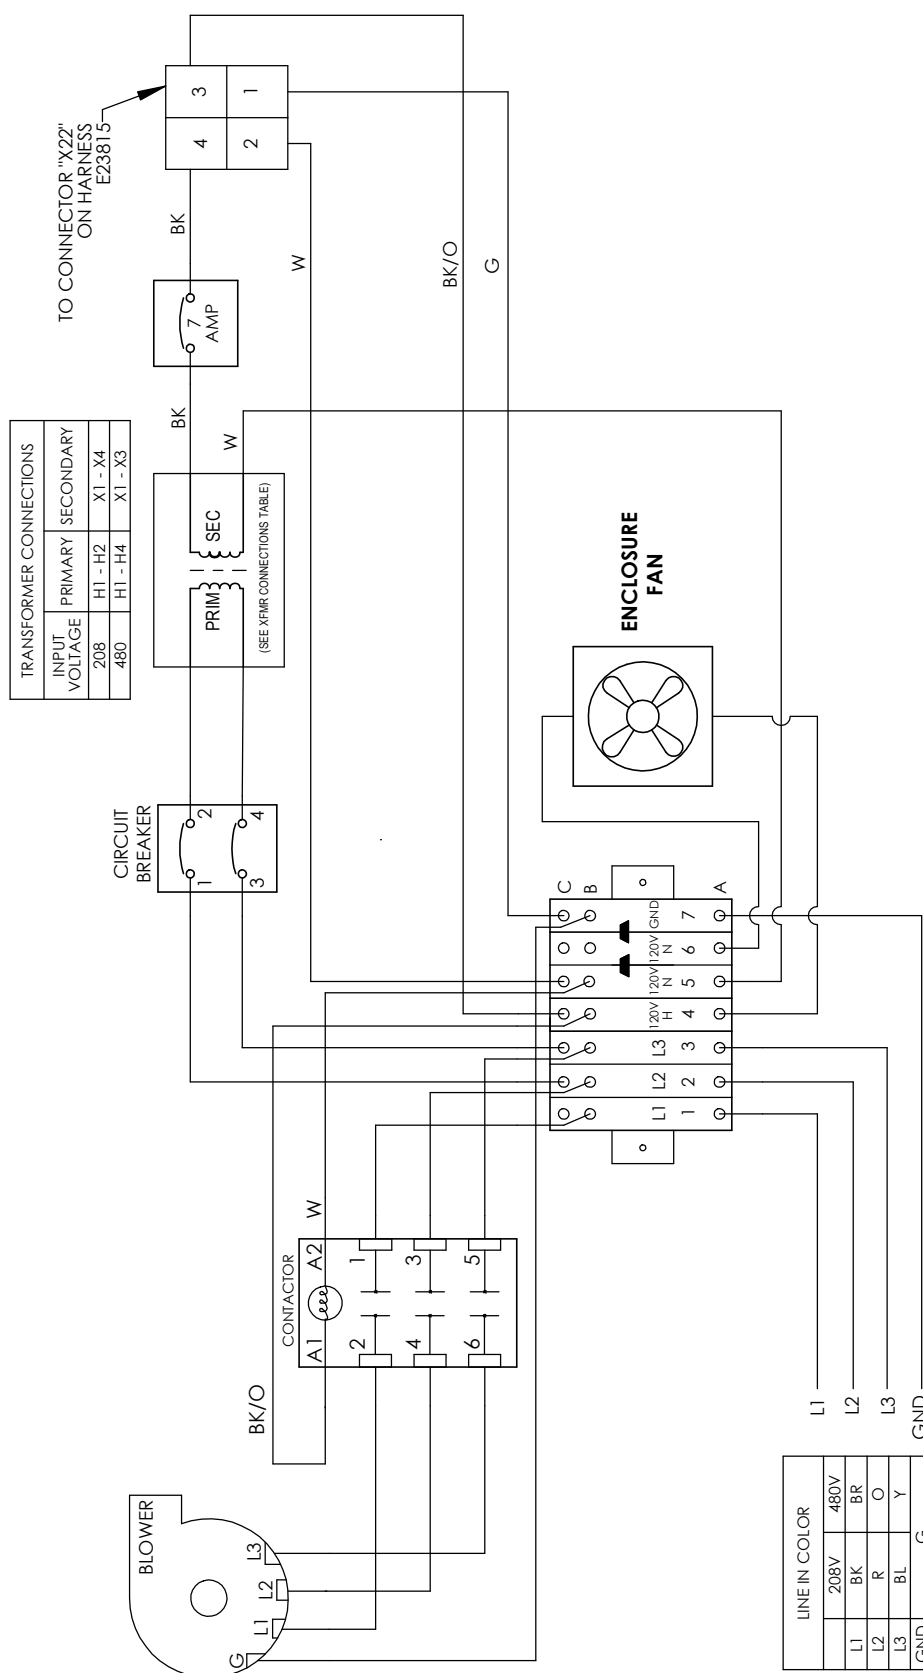 TO CONNECTOR "X22"
ON HARNESS
E23815
3
1
4
2
BK
W
BK/O
G
7
AMP
BK
W
TRANSFORMER CONNECTIONS
INPUT VOLTAGE PRIMARY SECONDARY
208 H1 - H2 X1 - X4
480 H1 - H4 X1 - X3
PRIM SEC
(SEE XFMR CONNECTIONS TABLE)
ENCLOSURE
FAN
CIRCUIT
BREAKER
1 2
3 4
C
B
A
L1 L2 L3 120V H 120V N 120V N GND
1 2 3 4 5 6 7
CONTACTOR
A1 A2
2 1
4 3
6 5
W
BK/O
BLOWER
G L1 L2 L3
L1
L2
L3
GND
LINE IN COLOR
208V 480V
L1 BK BR
L2 R O
L3 BL Y
GND G